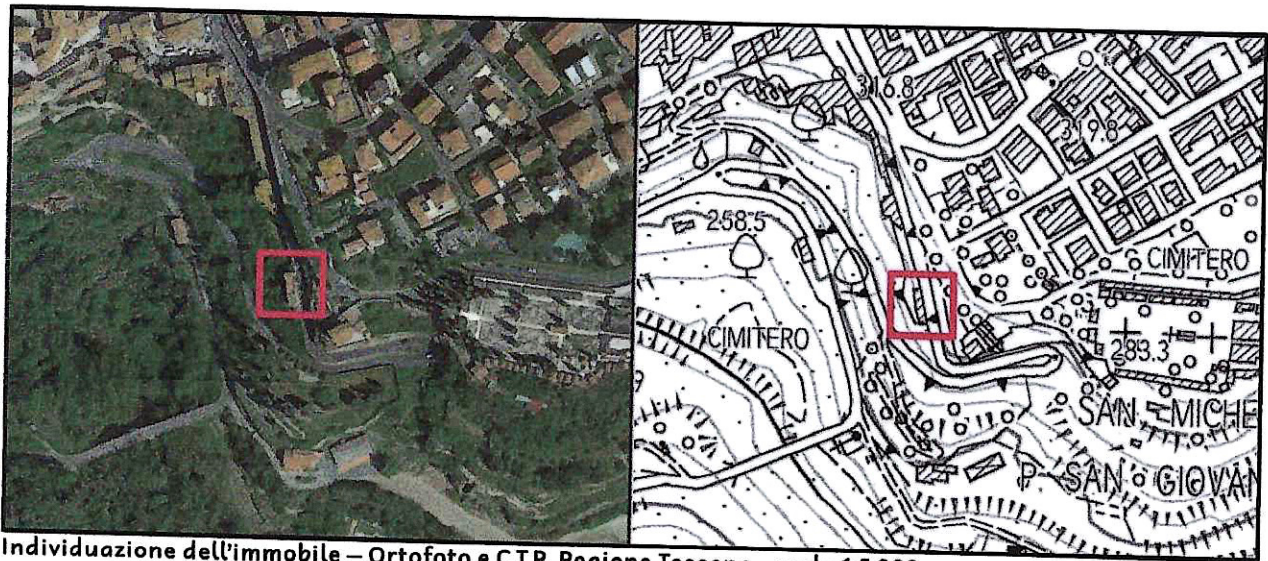 316.8
319.8
258.5
CIMITERO
CIMITERO
283.3
SAN MICHE
P. SAN GIOVAN
Individuazione dell'immobile – Ortofoto e C.T.R. Regione Toscana